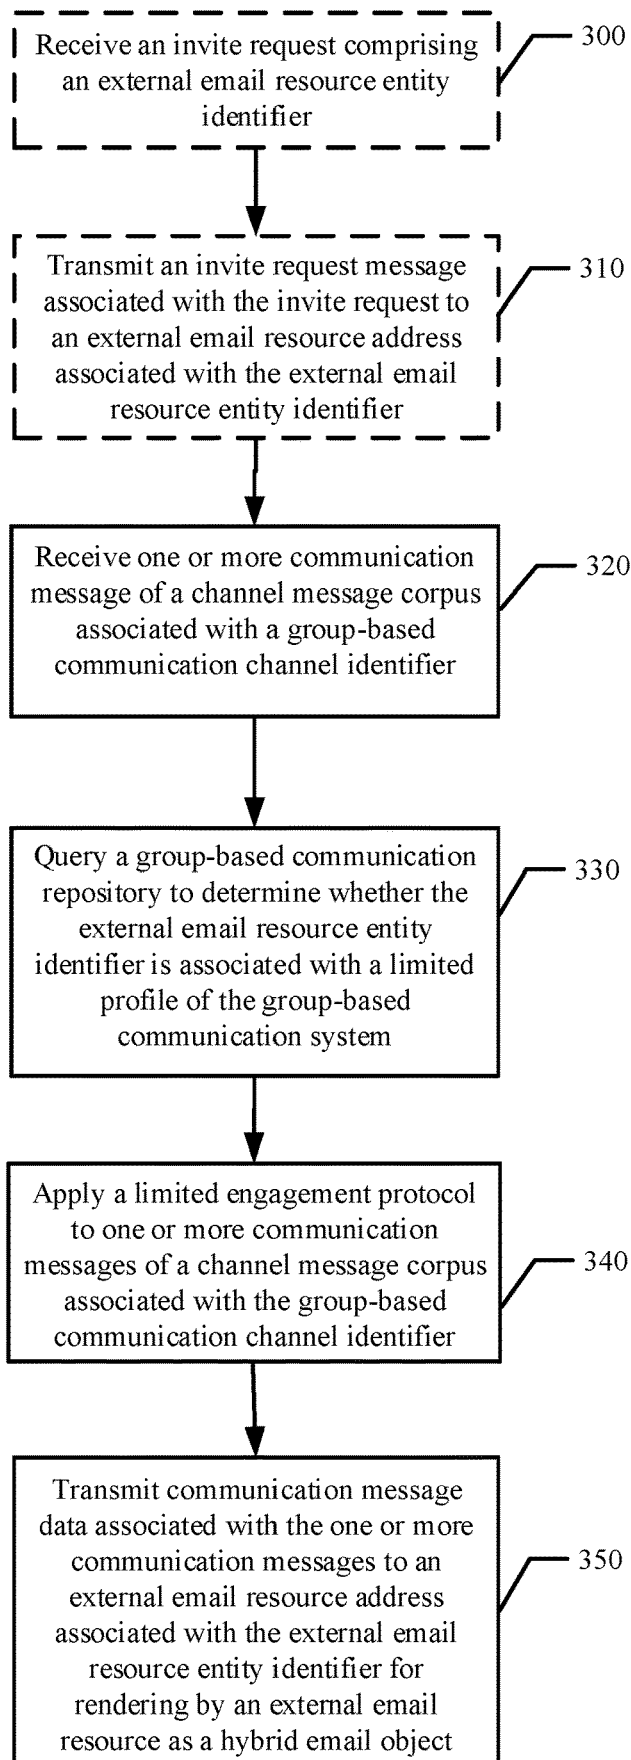 Receive an invite request comprising
an external email resource entity
identifier
300
Transmit an invite request message
associated with the invite request to
an external email resource address
associated with the external email
resource entity identifier
310
Receive one or more communication
message of a channel message corpus
associated with a group-based
communication channel identifier
320
Query a group-based communication
repository to determine whether the
external email resource entity
identifier is associated with a limited
profile of the group-based
communication system
330
Apply a limited engagement protocol
to one or more communication
messages of a channel message corpus
associated with the group-based
communication channel identifier
340
Transmit communication message
data associated with the one or more
communication messages to an
external email resource address
associated with the external email
resource entity identifier for
rendering by an external email
resource as a hybrid email object
350